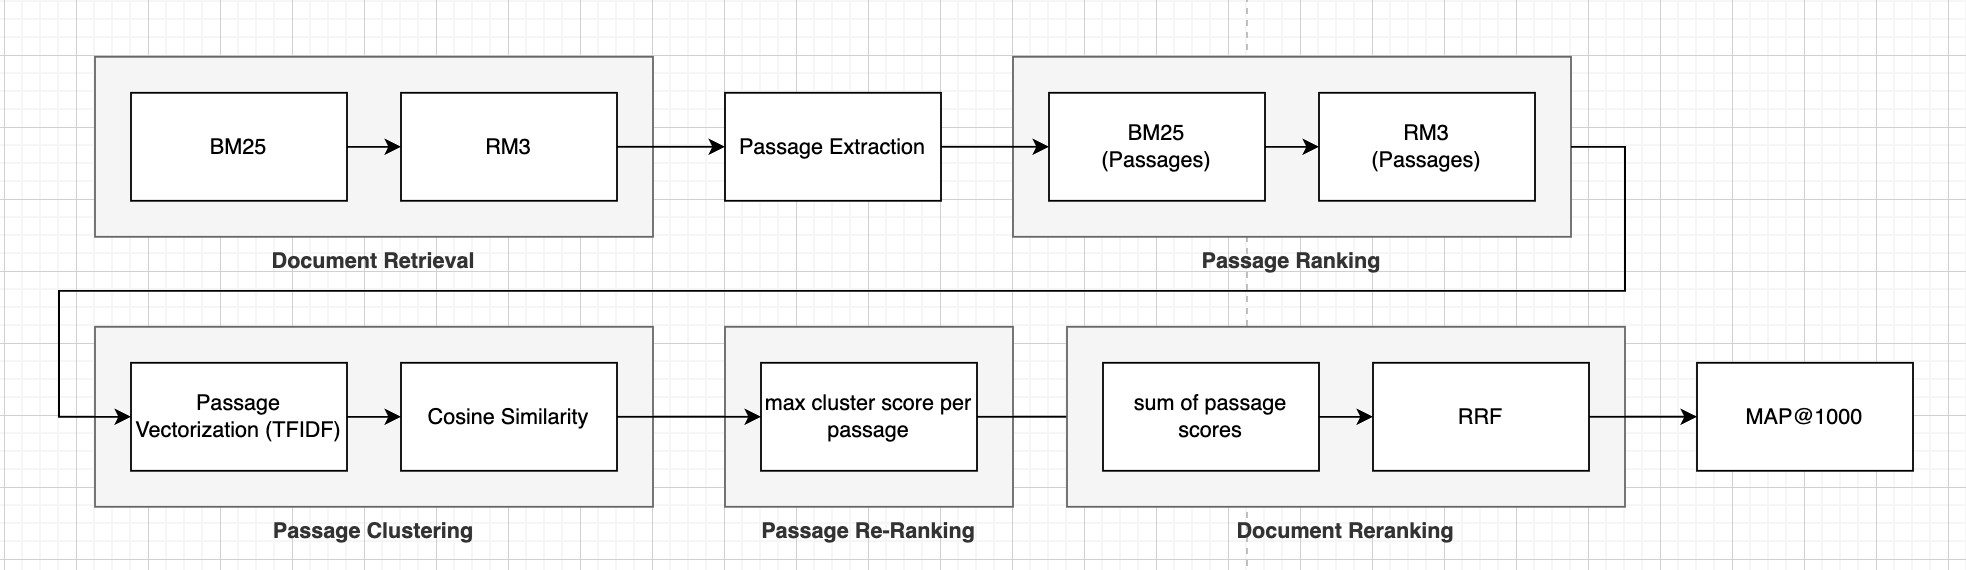 BM25
RM3
Document Retrieval
Passage Extraction
BM25
(Passages)
RM3
(Passages)
Passage Ranking
Passage
Vectorization (TFIDF)
Cosine Similarity
Passage Clustering
max cluster score per
passage
Passage Re-Ranking
sum of passage
scores
RRF
Document Reranking
MAP@1000